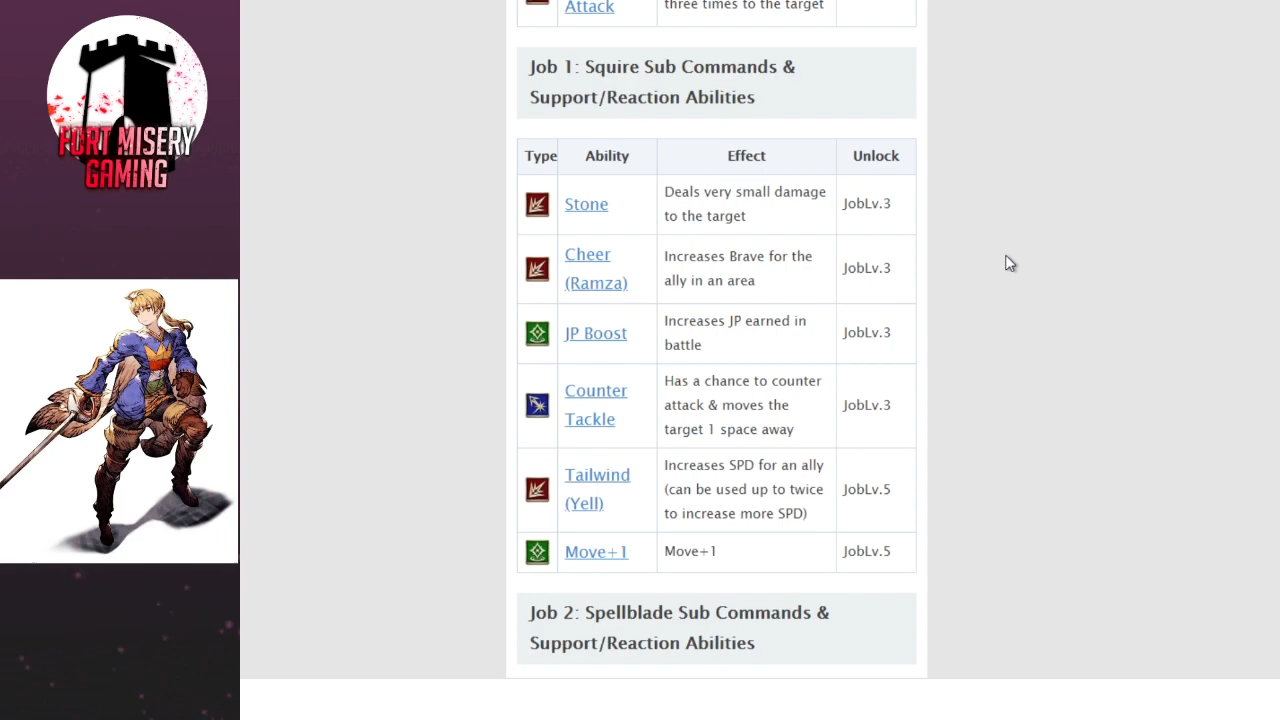 FORT MISERY
GAMING
Attack
three times to the target
Job 1: Squire Sub Commands &
Support/Reaction Abilities
Type Ability Effect Unlock
Stone
Deals very small damage
to the target
JobLv.3
Cheer
(Ramza)
Increases Brave for the
ally in an area
JobLv.3
JP Boost
Increases JP earned in
battle
JobLv.3
Counter
Tackle
Has a chance to counter
attack & moves the
target 1 space away
JobLv.3
Tailwind
(Yell)
Increases SPD for an ally
(can be used up to twice
to increase more SPD)
JobLv.5
Move+1
Move+1
JobLv.5
Job 2: Spellblade Sub Commands &
Support/Reaction Abilities